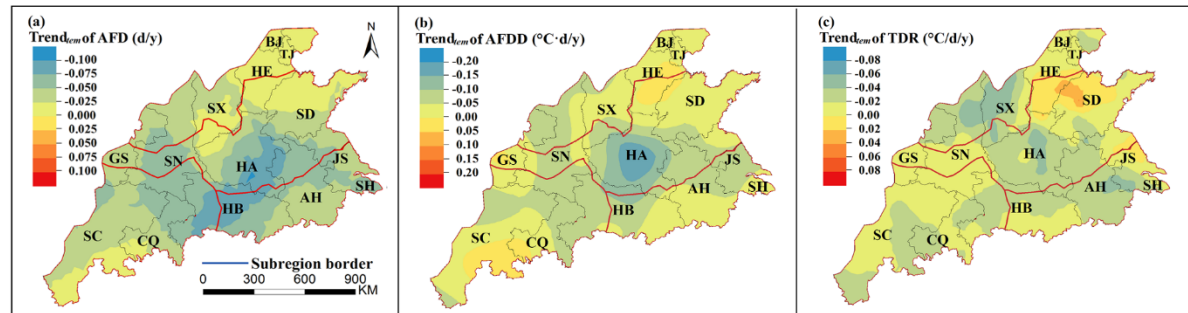 (a)
Trendtem of AFD (d/y)
-0.100
-0.075
-0.050
-0.025
0.000
0.025
0.050
0.075
0.100
N
BJ
TJ
HE
SX
SD
GS
SN
HA
JS
SH
AH
HB
SC
CQ
Subregion border
0 300 600 900
KM
(b)
Trendtem of AFDD (°C·d/y)
-0.20
-0.15
-0.10
-0.05
0.00
0.05
0.10
0.15
0.20
BJ
TJ
HE
SX
SD
GS
SN
HA
JS
SH
AH
HB
SC
CQ
(c)
Trendtem of TDR (°C/d/y)
-0.08
-0.06
-0.04
-0.02
0.00
0.02
0.04
0.06
0.08
BJ
TJ
HE
SX
SD
GS
SN
HA
JS
AH
SH
HB
SC
CQ